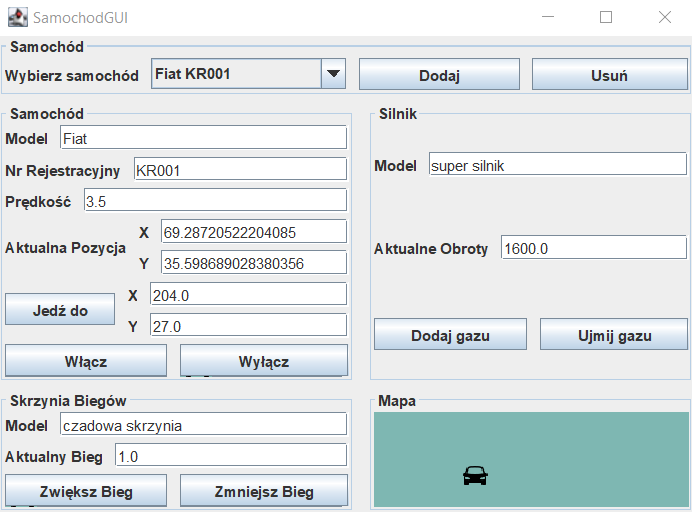 SamochodGUI
Samochód
Wybierz samochód Fiat KR001 Dodaj Usuń
Samochód
Model Fiat
Nr Rejestracyjny KR001
Prędkość 3.5
Aktualna Pozycja
X 69.28720522204085
Y 35.598689028380356
Jedź do
X 204.0
Y 27.0
Włącz Wyłącz
Silnik
Model super silnik
Aktualne Obroty 1600.0
Dodaj gazu Ujmij gazu
Skrzynia Biegów
Model czadowa skrzynia
Aktualny Bieg 1.0
Zwiększ Bieg Zmniejsz Bieg
Mapa